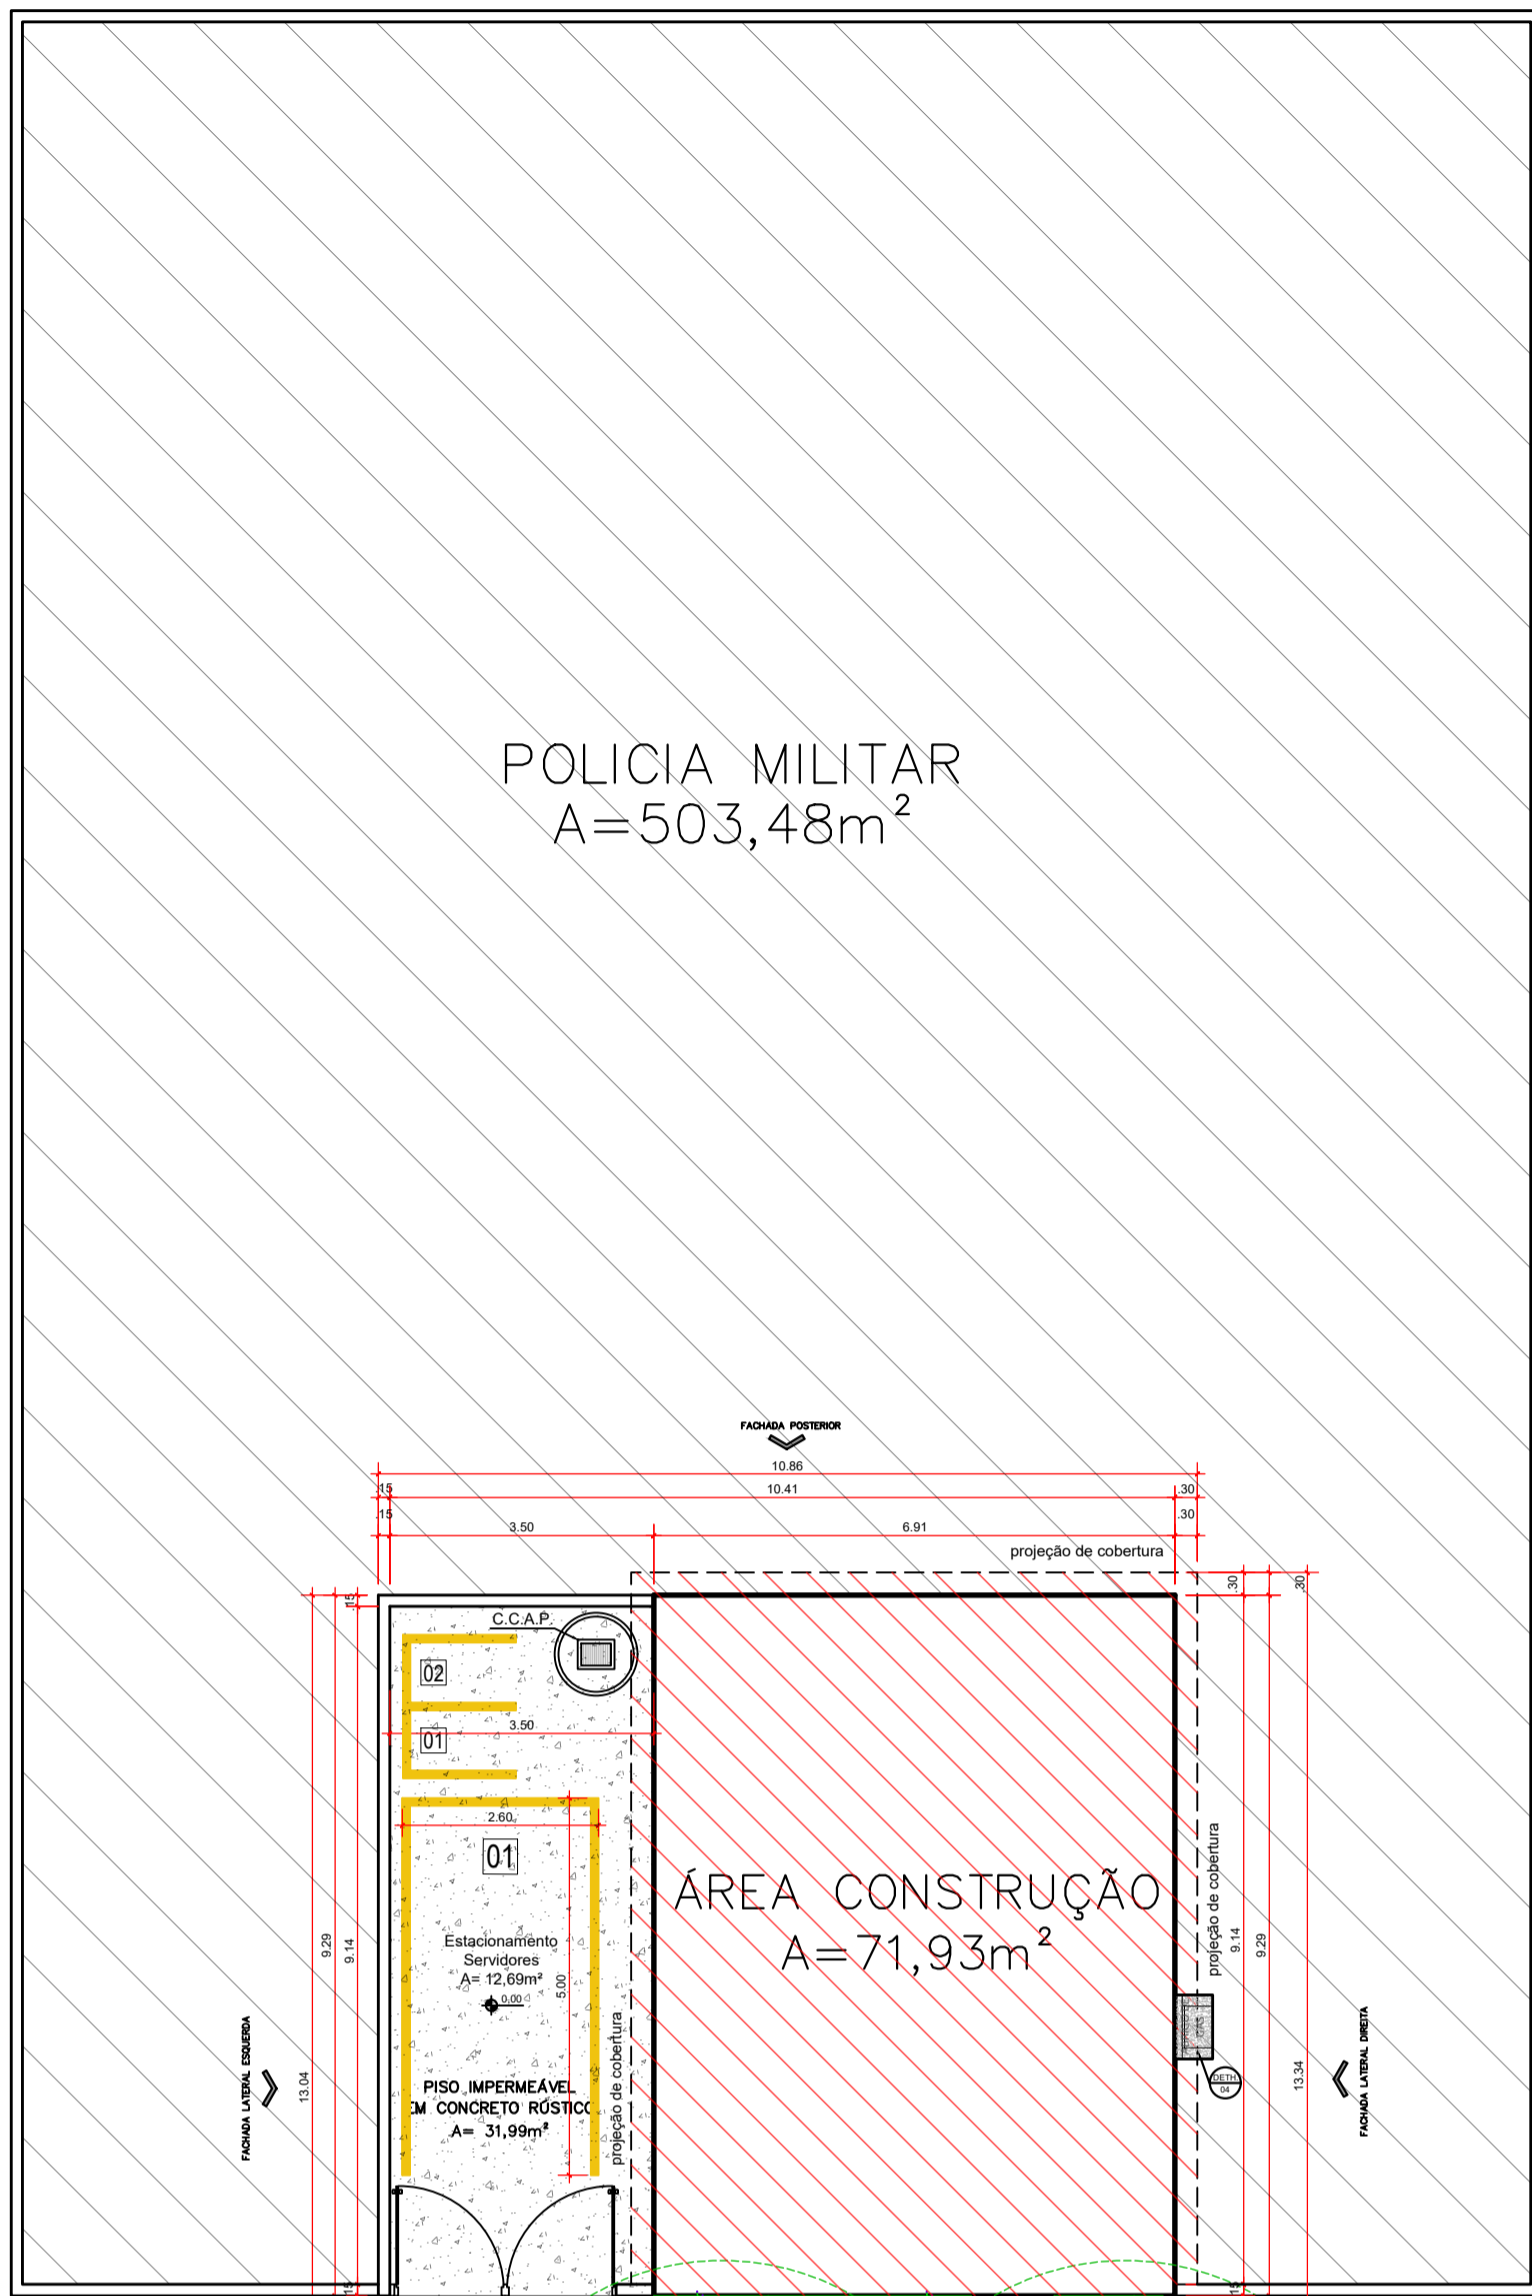 POLICIA MILITAR
A=503,48m²
FACHADA POSTERIOR
10.86
.15
10.41
.30
.15
3.50
6.91
.30
projeção de cobertura
.30
.30
.15
C.C.A.P.
02
3.50
01
2.60
01
ÁREA CONSTRUÇÃO
A=71,93m²
projeção de cobertura
9.29
9.14
9.14
9.29
Estacionamento
Servidores
A= 12,69m²
0,00
5.00
projeção de cobertura
GÁS
DETH
04
FACHADA LATERAL ESQUERDA
13.04
13.34
FACHADA LATERAL DIREITA
PISO IMPERMEÁVEL
EM CONCRETO RÚSTICO
A= 31,99m²
.15
.15